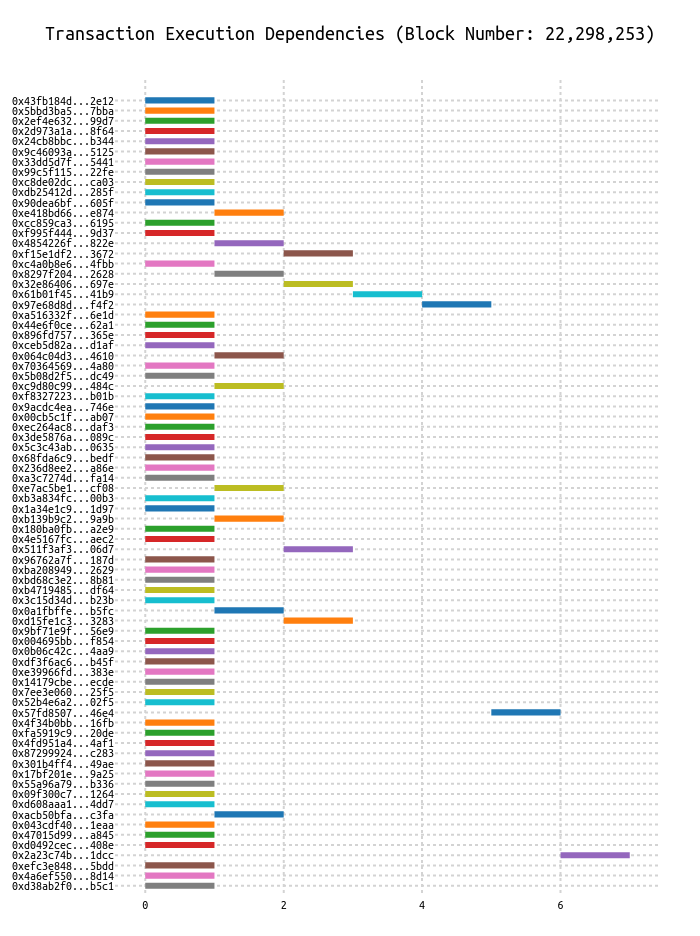 Transaction Execution Dependencies (Block Number: 22,298,253)
0x43fb184d...2e12
0x5bbd3ba5...7bba
0x2ef4e632...99d7
0x2d973a1a...8f64
0x24cb8bbc...b344
0x9c46093a...5125
0x33dd5d7f...5441
0x99c5f115...22fe
0xc8de02dc...ca03
0xdb25412d...285f
0x90dea6bf...605f
0xe418bd66...e874
0xcc859ca3...6195
0xf995f444...9d37
0x4854226f...822e
0xf15e1df2...3672
0xc4a0b8e6...4fbb
0x8297f204...2628
0x32e86406...697e
0x61b01f45...41b9
0x97e68d8d...f4f2
0xa516332f...6e1d
0x44e6f0ce...62a1
0x896fd757...365e
0xceb5d82a...d1af
0x064c04d3...4610
0x70364569...4a80
0x5b08d2f5...dc49
0xc9d80c99...484c
0xf8327223...b01b
0x9acdc4ea...746e
0x00cb5c1f...ab07
0xec264ac8...daf3
0x3de5876a...089c
0x5c3c43ab...0635
0x68fda6c9...bedf
0x236d8ee2...a86e
0xa3c7274d...fa14
0xe7ac5be1...cf08
0xb3a834fc...00b3
0x1a34e1c9...1d97
0xb139b9c2...9a9b
0x180ba0fb...a2e9
0x4e5167fc...aec2
0x511f3af3...06d7
0x96762a7f...187d
0xba208949...2629
0xbd68c3e2...8b81
0xb4719485...df64
0x3c15d34d...b23b
0x0a1fbffe...b5fc
0xd15fe1c3...3283
0x9bf71e9f...56e9
0x004695bb...f854
0x0b06c42c...4aa9
0xdf3f6ac6...b45f
0xe39966fd...383e
0x14179cbe...ecde
0x7ee3e060...25f5
0x52b4e6a2...02f5
0x57fd8507...46e4
0x4f34b0bb...16fb
0xfa5919c9...20de
0x4fd951a4...4af1
0x87299924...c283
0x301b4ff4...49ae
0x17bf201e...9a25
0x55a96a79...b336
0x09f300c7...1264
0xd608aaa1...4dd7
0xacb50bfa...c3fa
0x043cdf40...1eaa
0x47015d99...a845
0xd0492cec...408e
0x2a23c74b...1dcc
0xefc3e848...5bdd
0x4a6ef550...8d14
0xd38ab2f0...b5c1
0 2 4 6